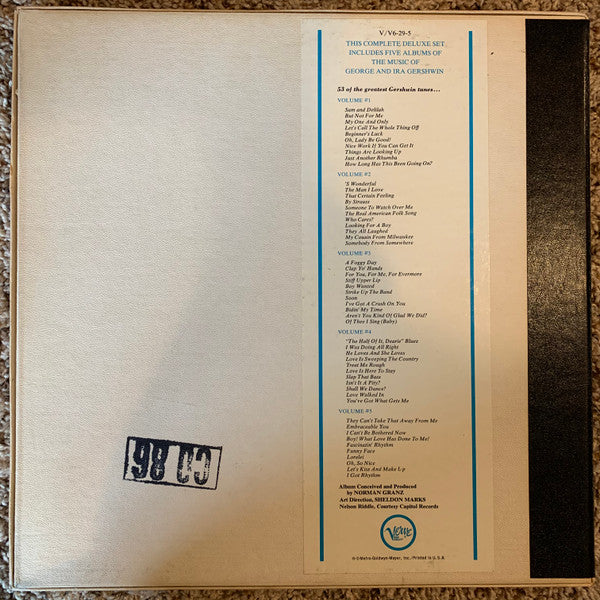 V/V6-29-5
THIS COMPLETE DELUXE SET
INCLUDES FIVE ALBUMS OF
THE MUSIC OF
GEORGE AND IRA GERSHWIN
53 of the greatest Gershwin tunes...
VOLUME #1
Sam and Delilah
But Not For Me
My One And Only
Let's Call The Whole Thing Off
Beginner's Luck
Oh, Lady Be Good!
Nice Work If You Can Get It
Things Are Looking Up
Just Another Rhumba
How Long Has This Been Going On?
VOLUME #2
'S Wonderful
The Man I Love
That Certain Feeling
By Strauss
Someone To Watch Over Me
The Real American Folk Song
Who Cares?
Looking For A Boy
They All Laughed
My Cousin From Milwaukee
Somebody From Somewhere
VOLUME #3
A Foggy Day
Clap Yo' Hands
For You, For Me, For Evermore
Stiff Upper Lip
Boy Wanted
Strike Up The Band
Soon
I've Got A Crush On You
Bidin' My Time
Aren't You Kind Of Glad We Did?
Of Thee I Sing (Baby)
VOLUME #4
"The Half Of It, Dearie" Blues
I Was Doing All Right
He Loves And She Loves
Love Is Sweeping The Country
Treat Me Rough
Love Is Here To Stay
Slap That Bass
Isn't It A Pity?
Shall We Dance?
Love Walked In
You've Got What Gets Me
VOLUME #5
They Can't Take That Away From Me
Embraceable You
I Can't Be Bothered Now
Boy! What Love Has Done To Me!
Fascinatin' Rhythm
Funny Face
Lorelei
Oh, So Nice
Let's Kiss And Make Up
I Got Rhythm
Album Conceived and Produced
by NORMAN GRANZ
Art Direction, SHELDON MARKS
Nelson Riddle, Courtesy Capitol Records
Verve
Metro-Goldwyn-Mayer, Inc./Printed in U.S.A.
98